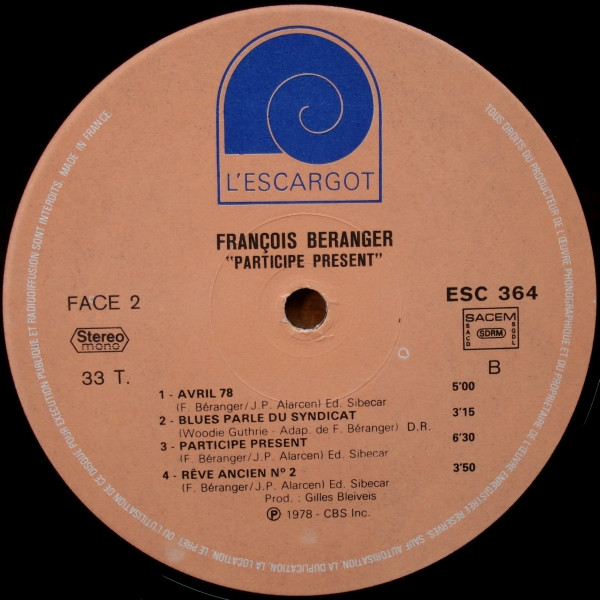 L'ESCARGOT
FRANÇOIS BERANGER
"PARTICIPE PRESENT"
FACE 2
ESC 364
Stereo
mono
SACEM
SACD
SDRM
SGDL
33 T.
B
1 - AVRIL 78 5'00
(F. Béranger/J.P. Alarcen) Ed. Sibecar
2 - BLUES PARLE DU SYNDICAT 3'15
(Woodie Guthrie - Adap. de F. Béranger) D.R.
3 - PARTICIPE PRESENT 6'30
(F. Béranger/J.P. Alarcen) Ed. Sibecar
4 - RÊVE ANCIEN Nº 2 3'50
(F. Béranger/J.P. Alarcen) Ed. Sibecar
Prod. : Gilles Bleiveis
℗ 1978 - CBS Inc.
TOUS DROITS DU PRODUCTEUR DE L'ŒUVRE PHONOGRAPHIQUE ET DU PROPRIETAIRE DE L'ŒUVRE ENREGISTREE RESERVES. SAUF AUTORISATION, LA DUPLICATION, LA LOCATION, LE PRET OU L'UTILISATION DE CE DISQUE POUR EXECUTION PUBLIQUE ET RADIODIFFUSION SONT INTERDITS. MADE IN FRANCE.